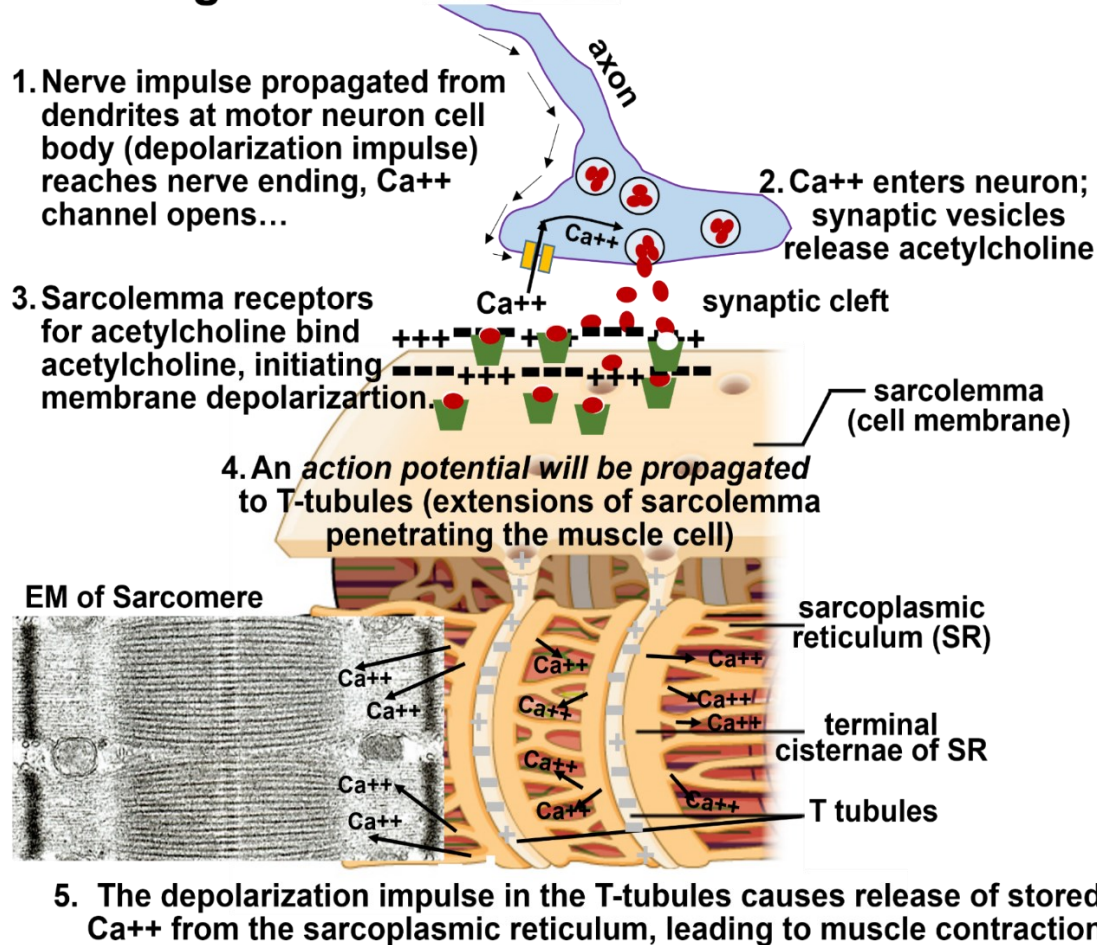 1. Nerve impulse propagated from
dendrites at motor neuron cell
body (depolarization impulse)
reaches nerve ending, Ca++
channel opens…
axon
2. Ca++ enters neuron;
synaptic vesicles
release acetylcholine
Ca++
Ca++
synaptic cleft
3. Sarcolemma receptors
for acetylcholine bind
acetylcholine, initiating
membrane depolarizartion.
sarcolemma
(cell membrane)
4. An action potential will be propagated
to T-tubules (extensions of sarcolemma
penetrating the muscle cell)
EM of Sarcomere
sarcoplasmic
reticulum (SR)
terminal
cisternae of SR
T tubules
Ca++
Ca++
Ca++
Ca++
Ca++
Ca++
Ca++
Ca++
Ca++
Ca++
Ca++
Ca++
5. The depolarization impulse in the T-tubules causes release of stored
Ca++ from the sarcoplasmic reticulum, leading to muscle contraction